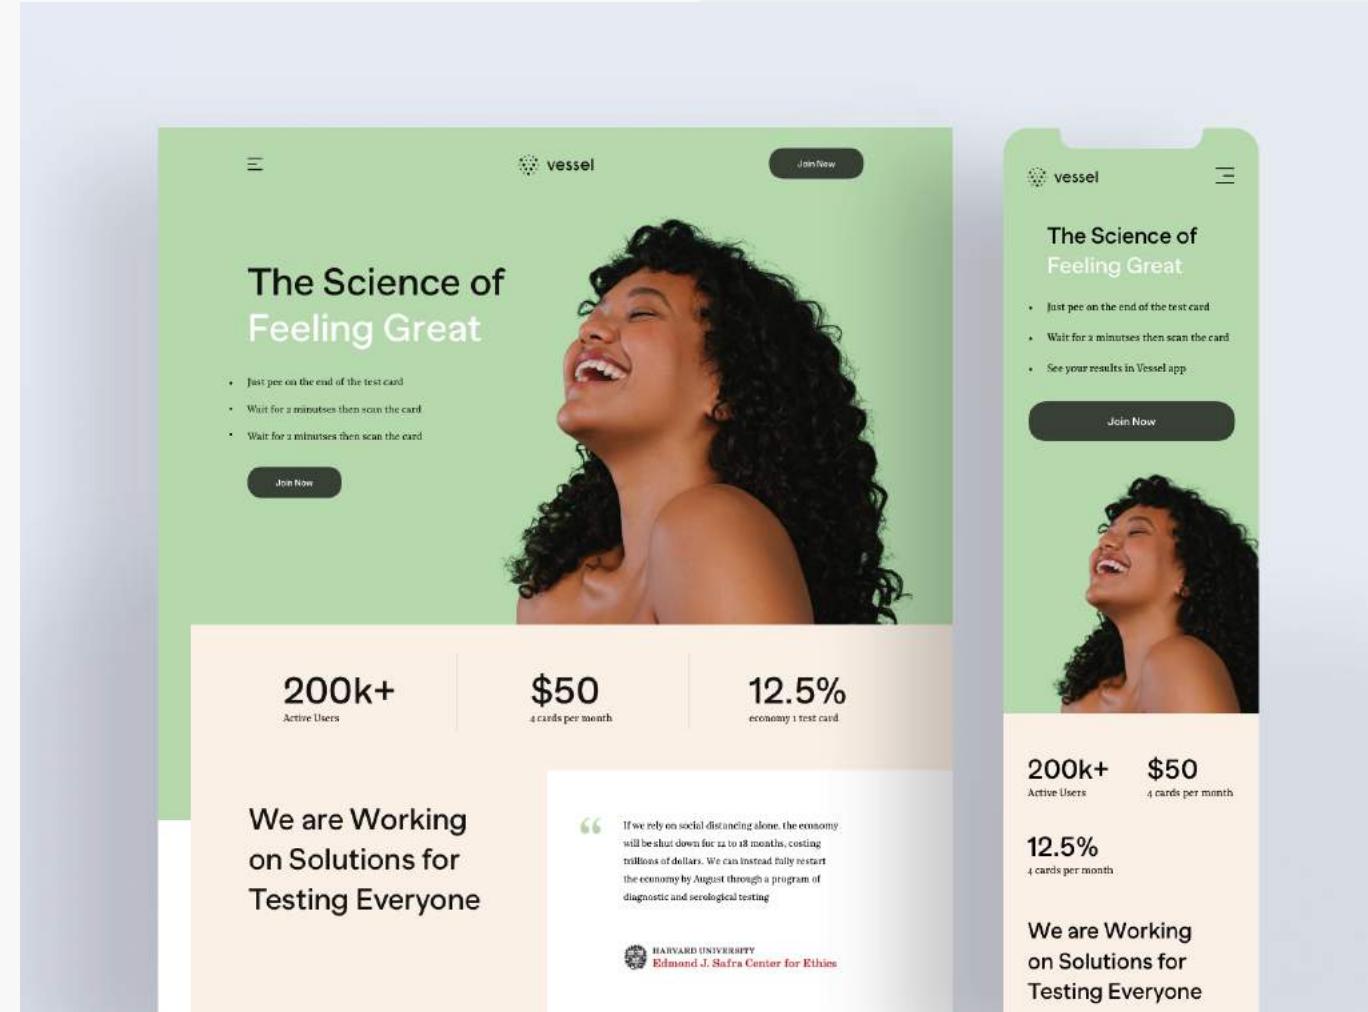 vessel
Join Now
The Science of
Feeling Great
Just pee on the end of the test card
Wait for 2 minutses then scan the card
Wait for 2 minutses then scan the card
Join Now
200k+
Active Users
$50
4 cards per month
12.5%
economy 1 test card
We are Working
on Solutions for
Testing Everyone
“
If we rely on social distancing alone, the economy
will be shut down for 12 to 18 months, costing
trillions of dollars. We can instead fully restart
the economy by August through a program of
diagnostic and serological testing
HARVARD UNIVERSITY
Edmond J. Safra Center for Ethics
vessel
The Science of
Feeling Great
Just pee on the end of the test card
Wait for 2 minutses then scan the card
See your results in Vessel app
Join Now
200k+
Active Users
$50
4 cards per month
12.5%
4 cards per month
We are Working
on Solutions for
Testing Everyone